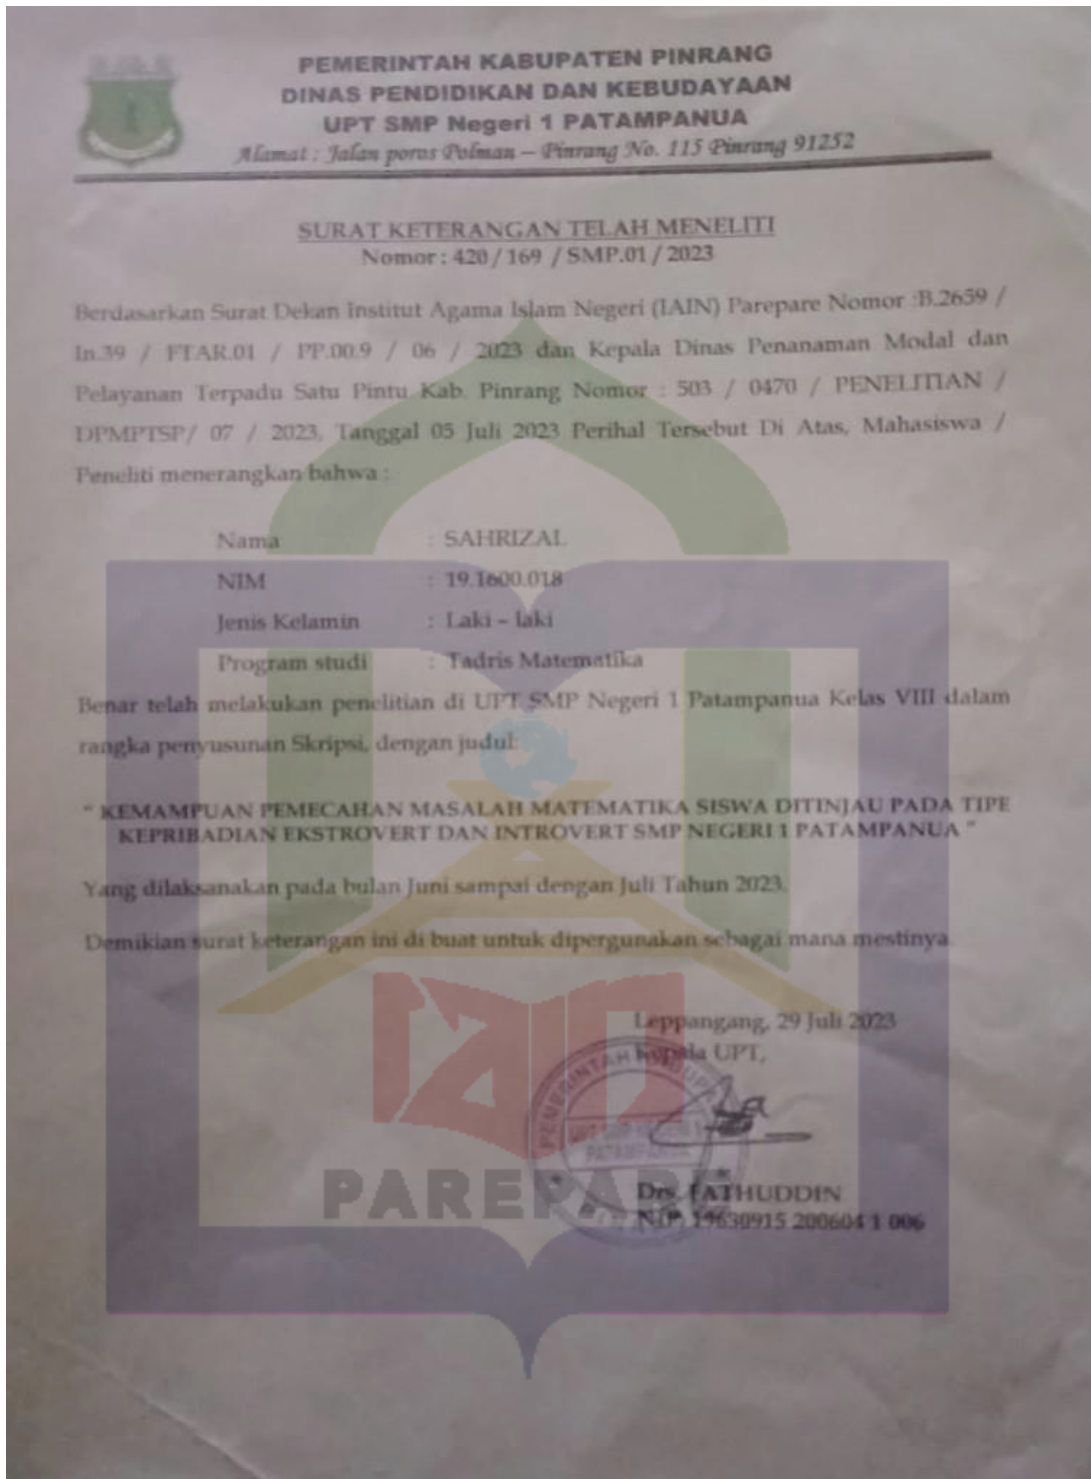 PEMERINTAH KABUPATEN PINRANG
DINAS PENDIDIKAN DAN KEBUDAYAAN
UPT SMP Negeri 1 PATAMPANUA
Alamat : Jalan poros Polman – Pinrang No. 115 Pinrang 91252
SURAT KETERANGAN TELAH MENELITI
Nomor : 420 / 169 / SMP.01 / 2023
Berdasarkan Surat Dekan Institut Agama Islam Negeri (IAIN) Parepare Nomor :B.2659 /
In.39 / FTAR.01 / PP.00.9 / 06 / 2023 dan Kepala Dinas Penanaman Modal dan
Pelayanan Terpadu Satu Pintu Kab. Pinrang Nomor : 503 / 0470 / PENELITIAN /
DPMPTSP/ 07 / 2023, Tanggal 05 Juli 2023 Perihal Tersebut Di Atas, Mahasiswa /
Peneliti menerangkan bahwa :
Nama : SAHRIZAL
NIM : 19.1600.018
Jenis Kelamin : Laki – laki
Program studi : Tadris Matematika
Benar telah melakukan penelitian di UPT SMP Negeri 1 Patampanua Kelas VIII dalam
rangka penyusunan Skripsi, dengan judul:
" KEMAMPUAN PEMECAHAN MASALAH MATEMATIKA SISWA DITINJAU PADA TIPE
KEPRIBADIAN EKSTROVERT DAN INTROVERT SMP NEGERI 1 PATAMPANUA "
Yang dilaksanakan pada bulan Juni sampai dengan Juli Tahun 2023.
Demikian surat keterangan ini di buat untuk dipergunakan sebagai mana mestinya.
Leppangang, 29 Juli 2023
Kepala UPT,
PEMERINTAH
UPT SMP NEGERI 1
PATAMPANUA
Drs. FATHUDDIN
NIP. 19630915 200604 1 006
PAREPARE